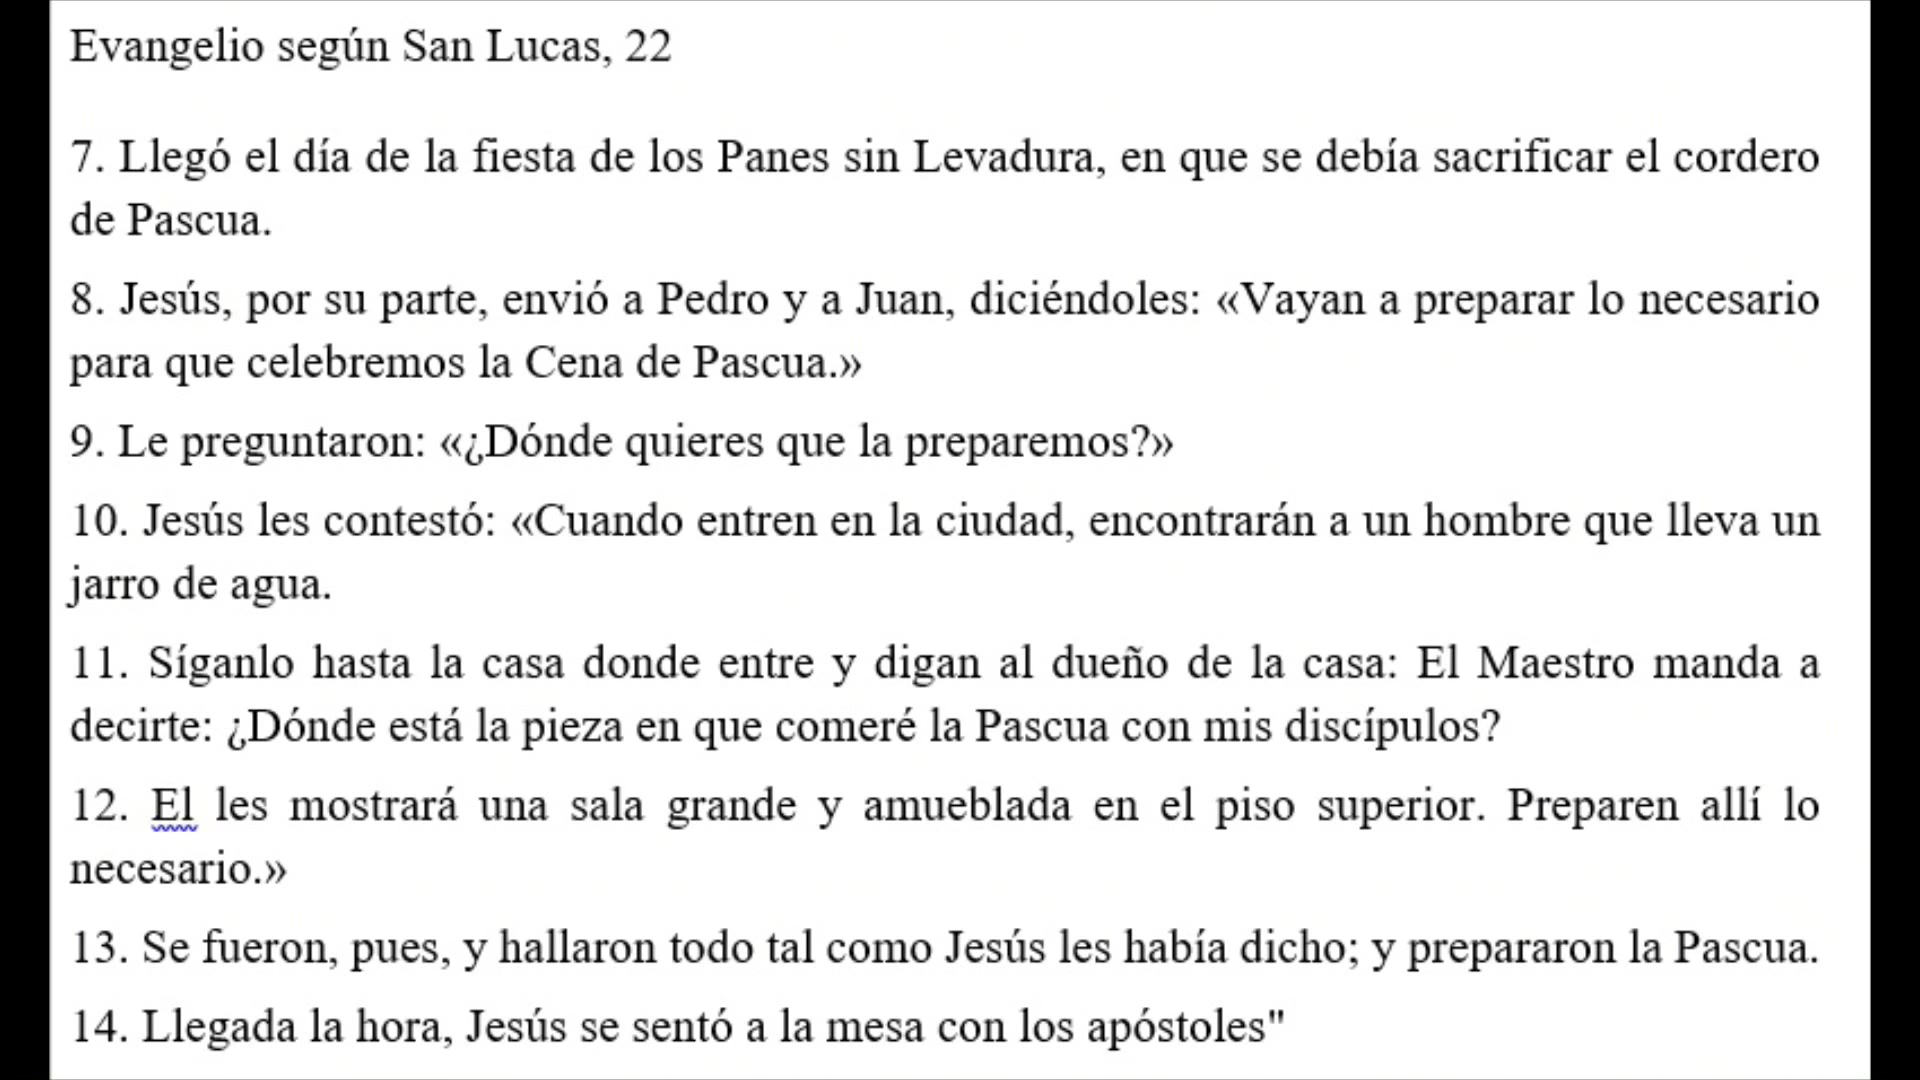 Evangelio según San Lucas, 22
7. Llegó el día de la fiesta de los Panes sin Levadura, en que se debía sacrificar el cordero
de Pascua.
8. Jesús, por su parte, envió a Pedro y a Juan, diciéndoles: «Vayan a preparar lo necesario
para que celebremos la Cena de Pascua.»
9. Le preguntaron: «¿Dónde quieres que la preparemos?»
10. Jesús les contestó: «Cuando entren en la ciudad, encontrarán a un hombre que lleva un
jarro de agua.
11. Síganlo hasta la casa donde entre y digan al dueño de la casa: El Maestro manda a
decirte: ¿Dónde está la pieza en que comeré la Pascua con mis discípulos?
12. El les mostrará una sala grande y amueblada en el piso superior. Preparen allí lo
necesario.»
13. Se fueron, pues, y hallaron todo tal como Jesús les había dicho; y prepararon la Pascua.
14. Llegada la hora, Jesús se sentó a la mesa con los apóstoles"